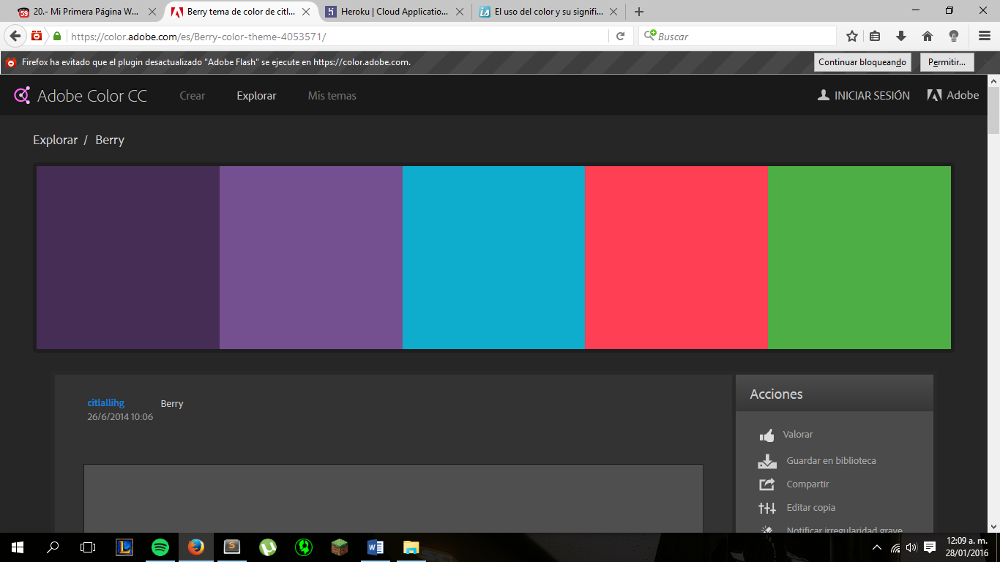 20.- Mi Primera Página W...
Berry tema de color de citl...
Heroku | Cloud Applicatio...
El uso del color y su signifi...
https://color.adobe.com/es/Berry-color-theme-4053571/
Buscar
Firefox ha evitado que el plugin desactualizado "Adobe Flash" se ejecute en https://color.adobe.com.
Continuar bloqueando
Permitir...
Adobe Color CC
Crear
Explorar
Mis temas
INICIAR SESIÓN
Adobe
Explorar / Berry
citlallihg
Berry
26/6/2014 10:06
Acciones
Valorar
Guardar en biblioteca
Compartir
Editar copia
Notificar irregularidad grave
12:09 a. m.
28/01/2016